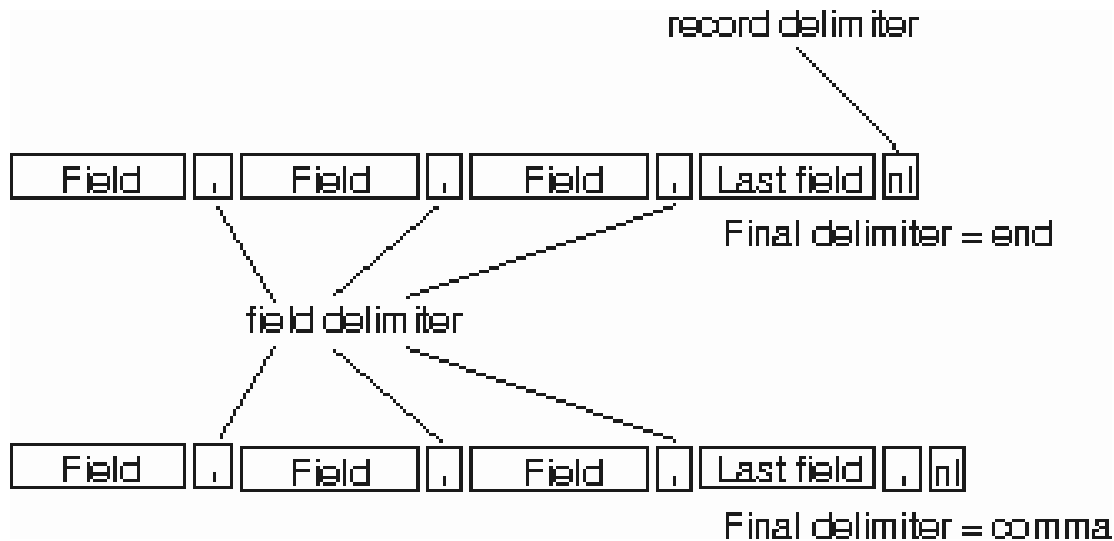 record delimiter
Field , Field , Field , Last field nl
Final delimiter = end
field delimiter
Field , Field , Field , Last field , nl
Final delimiter = comma